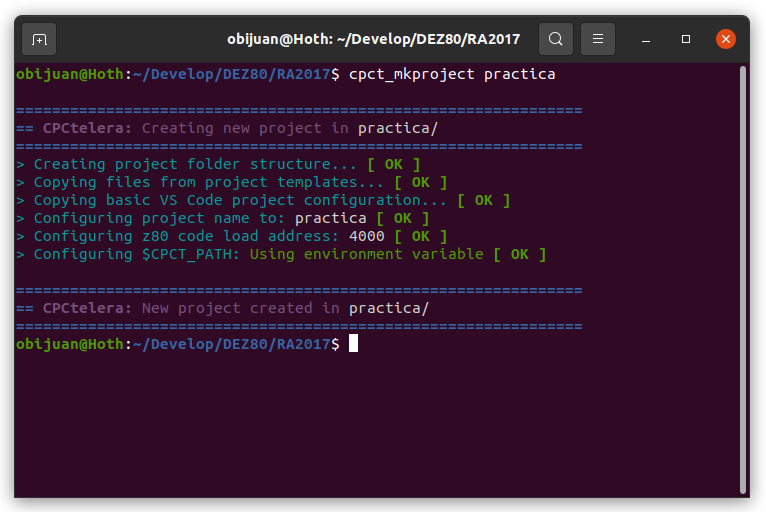 obijuan@Hoth: ~/Develop/DEZ80/RA2017
obijuan@Hoth:~/Develop/DEZ80/RA2017$ cpct_mkproject practica
===============================================================
== CPCtelera: Creating new project in practica/
===============================================================
> Creating project folder structure... [ OK ]
> Copying files from project templates... [ OK ]
> Copying basic VS Code project configuration... [ OK ]
> Configuring project name to: practica [ OK ]
> Configuring z80 code load address: 4000 [ OK ]
> Configuring $CPCT_PATH: Using environment variable [ OK ]
===============================================================
== CPCtelera: New project created in practica/
===============================================================
obijuan@Hoth:~/Develop/DEZ80/RA2017$